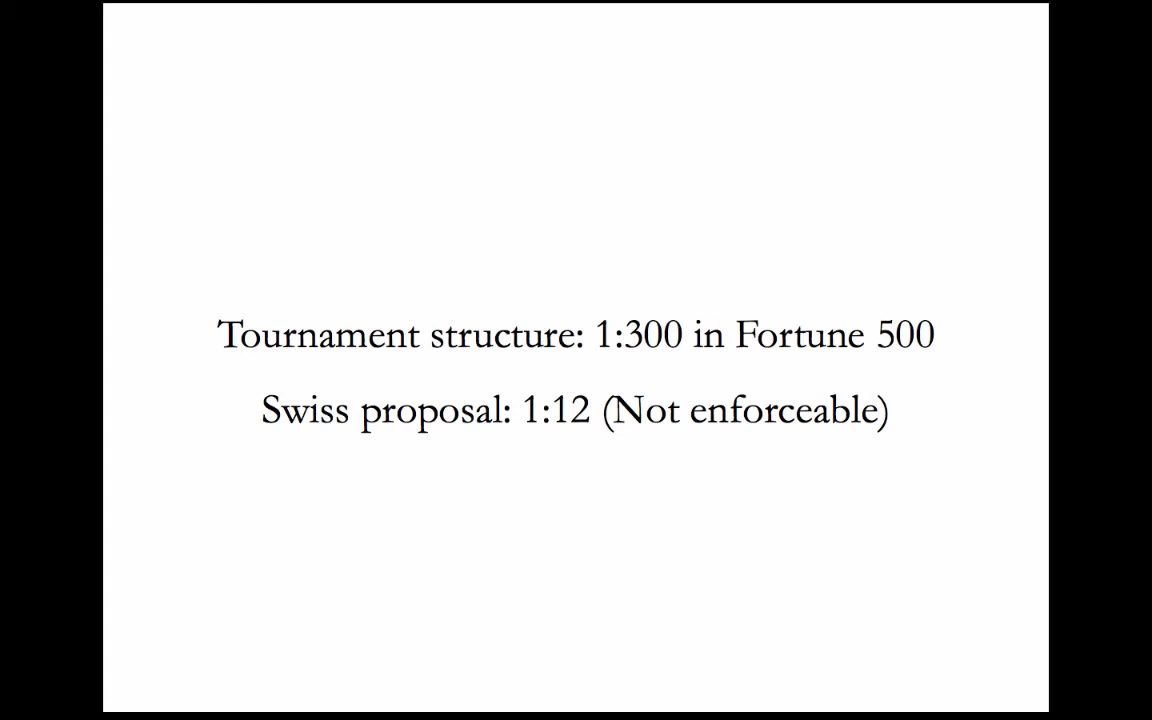 Tournament structure: 1:300 in Fortune 500
Swiss proposal: 1:12 (Not enforceable)